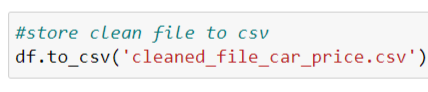 #store clean file to csv
df.to_csv('cleaned_file_car_price.csv')